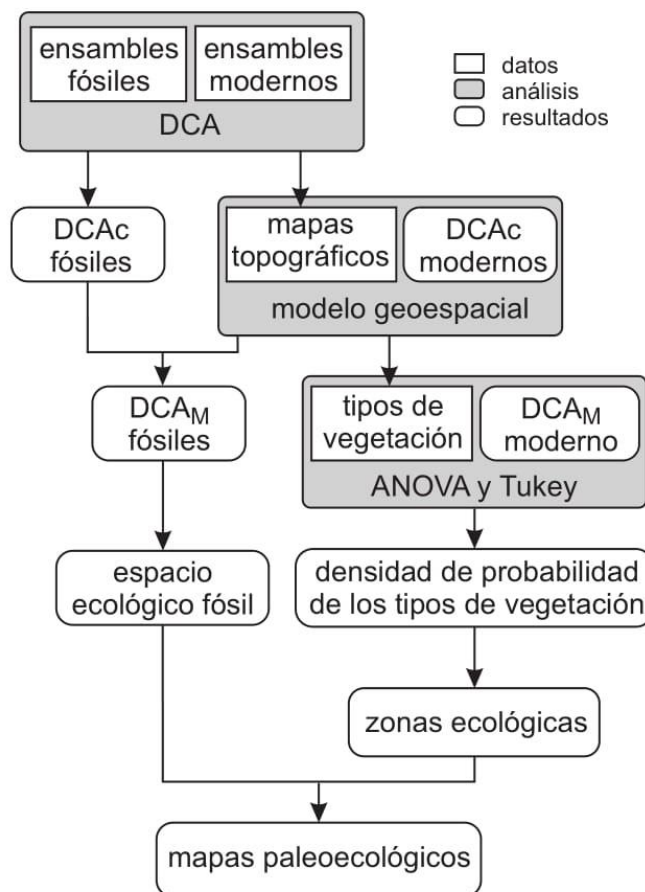 ensambles
fósiles
ensambles
modernos
DCA
datos
análisis
resultados
DCAc
fósiles
mapas
topográficos
DCAc
modernos
modelo geoespacial
DCAM
fósiles
tipos de
vegetación
DCAM
moderno
ANOVA y Tukey
espacio
ecológico fósil
densidad de probabilidad
de los tipos de vegetación
zonas ecológicas
mapas paleoecológicos